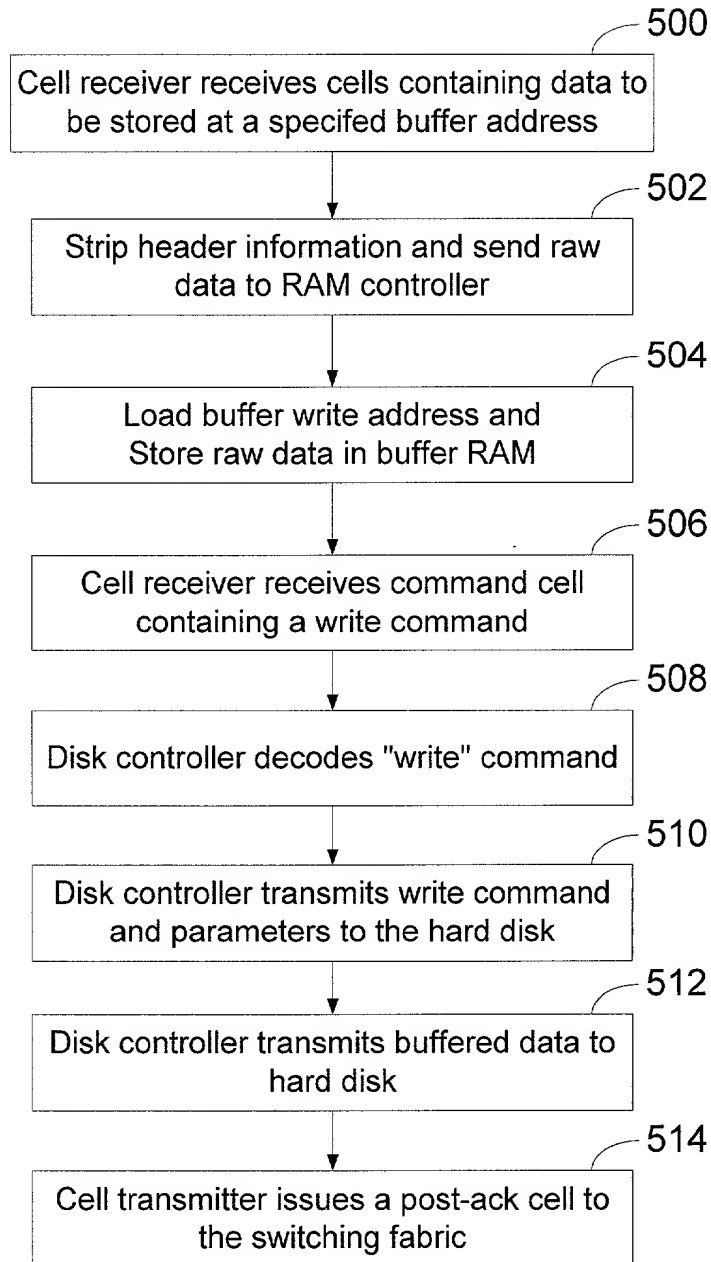 500
Cell receiver receives cells containing data to
be stored at a specifed buffer address
502
Strip header information and send raw
data to RAM controller
504
Load buffer write address and
Store raw data in buffer RAM
506
Cell receiver receives command cell
containing a write command
508
Disk controller decodes "write" command
510
Disk controller transmits write command
and parameters to the hard disk
512
Disk controller transmits buffered data to
hard disk
514
Cell transmitter issues a post-ack cell to
the switching fabric